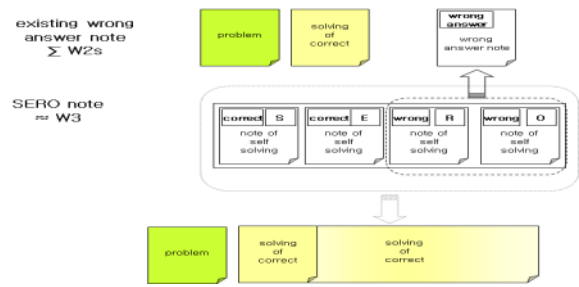 existing wrong
answer note
∑ W2s
problem
solving
of
correct
wrong
answer
wrong
answer note
SERO note
≈ W3
correct S
note of
self
solving
correct E
note of
self
solving
wrong R
note of
self
solving
wrong O
note of
self
solving
problem
solving
of
correct
solving
of
correct